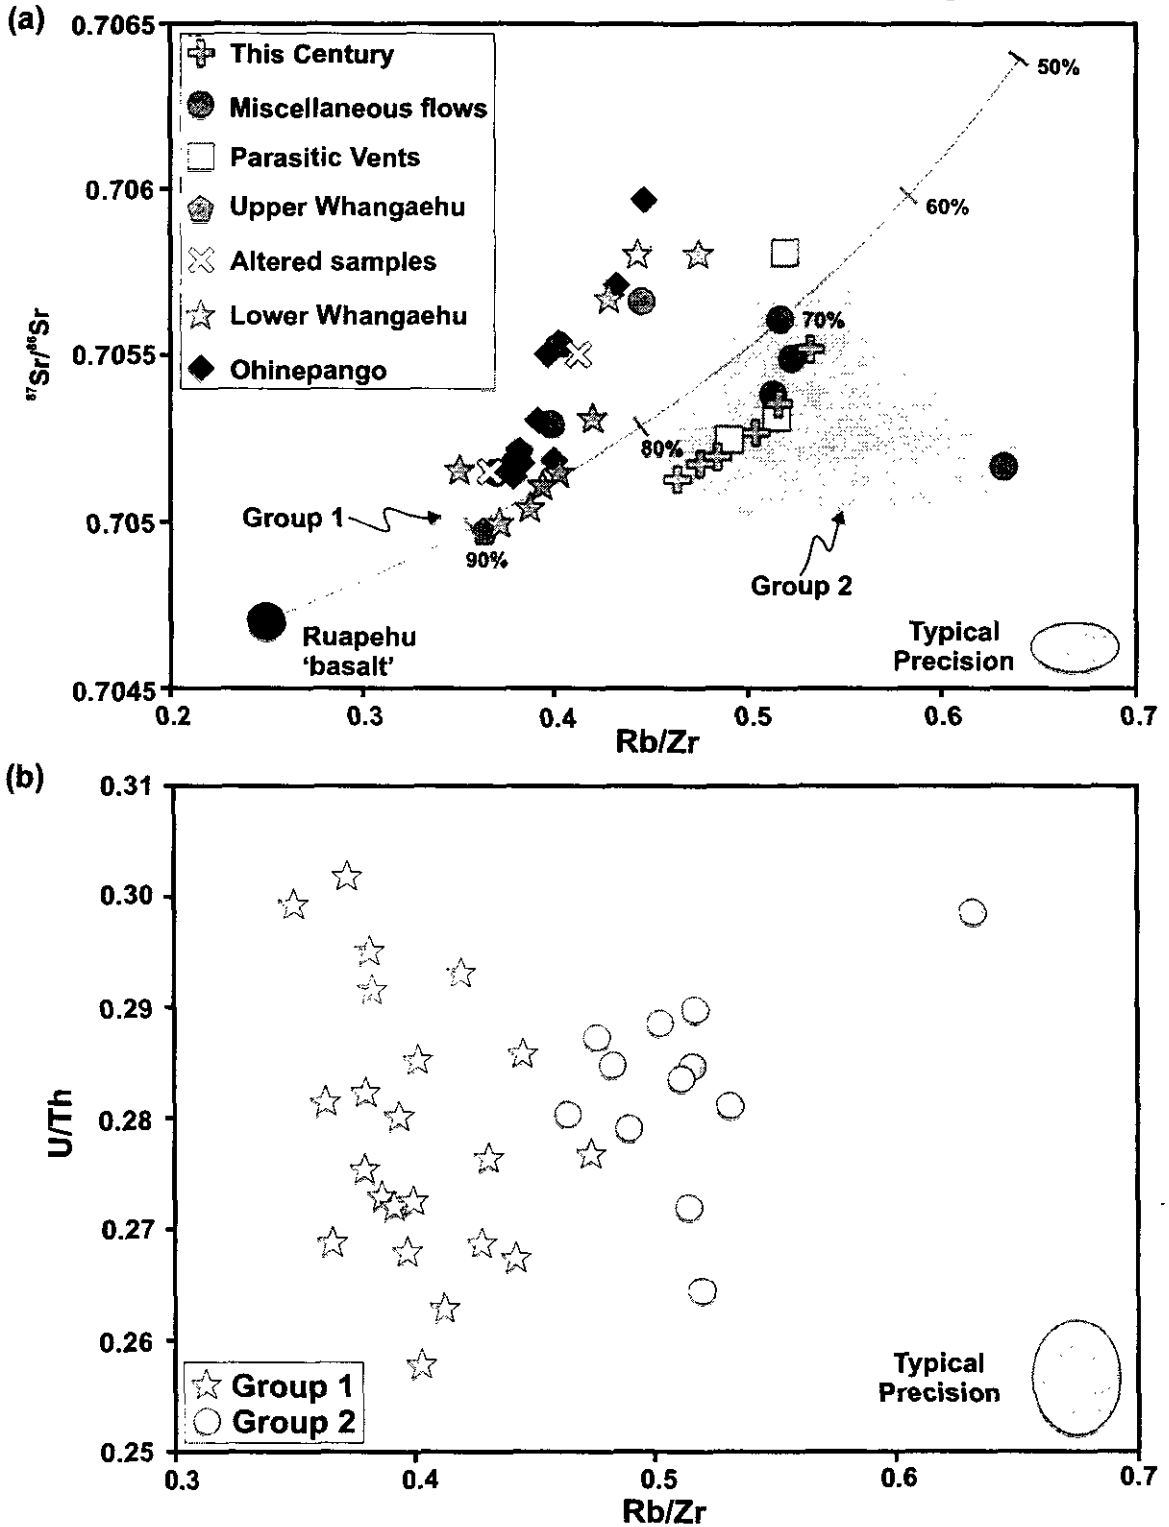 (a)
0.7065
0.706
0.7055
0.705
0.7045
⁸⁷Sr/⁸⁶Sr
This Century
Miscellaneous flows
Parasitic Vents
Upper Whangaehu
Altered samples
Lower Whangaehu
Ohinepango
50%
60%
70%
80%
90%
Group 1
Group 2
Ruapehu
'basalt'
Typical
Precision
0.2 0.3 0.4 0.5 0.6 0.7
Rb/Zr
(b)
0.31
0.30
0.29
0.28
0.27
0.26
0.25
U/Th
Group 1
Group 2
Typical
Precision
0.3 0.4 0.5 0.6 0.7
Rb/Zr